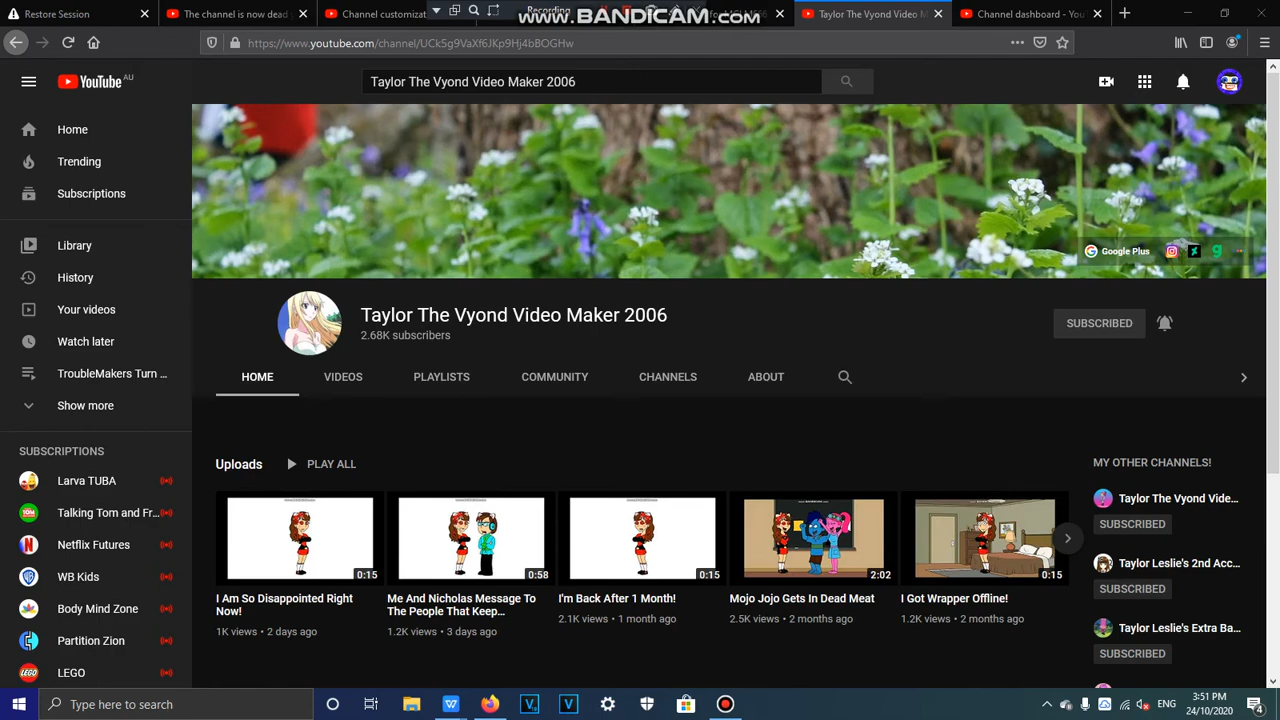 Restore Session
The channel is now dead
Channel customizat
Recording
www.BANDICAM.com
Taylor The Vyond Video M
Channel dashboard - You
https://www.youtube.com/channel/UCk5g9VaXf6JKp9Hj4bBOGHw
YouTube AU
Taylor The Vyond Video Maker 2006
Home
Trending
Subscriptions
Library
History
Your videos
Watch later
TroubleMakers Turn ...
Show more
SUBSCRIPTIONS
Larva TUBA
Talking Tom and Fr...
Netflix Futures
WB Kids
Body Mind Zone
Partition Zion
LEGO
Google Plus
Taylor The Vyond Video Maker 2006
2.68K subscribers
SUBSCRIBED
HOME
VIDEOS
PLAYLISTS
COMMUNITY
CHANNELS
ABOUT
Uploads
PLAY ALL
0:15
I Am So Disappointed Right
Now!
1K views • 2 days ago
0:58
Me And Nicholas Message To
The People That Keep...
1.2K views • 3 days ago
0:15
I'm Back After 1 Month!
2.1K views • 1 month ago
2:02
Mojo Jojo Gets In Dead Meat
2.5K views • 2 months ago
0:15
I Got Wrapper Offline!
1.2K views • 2 months ago
MY OTHER CHANNELS!
Taylor The Vyond Vide...
SUBSCRIBED
Taylor Leslie's 2nd Acc...
SUBSCRIBED
Taylor Leslie's Extra Ba...
SUBSCRIBED
Type here to search
ENG
3:51 PM
24/10/2020
4